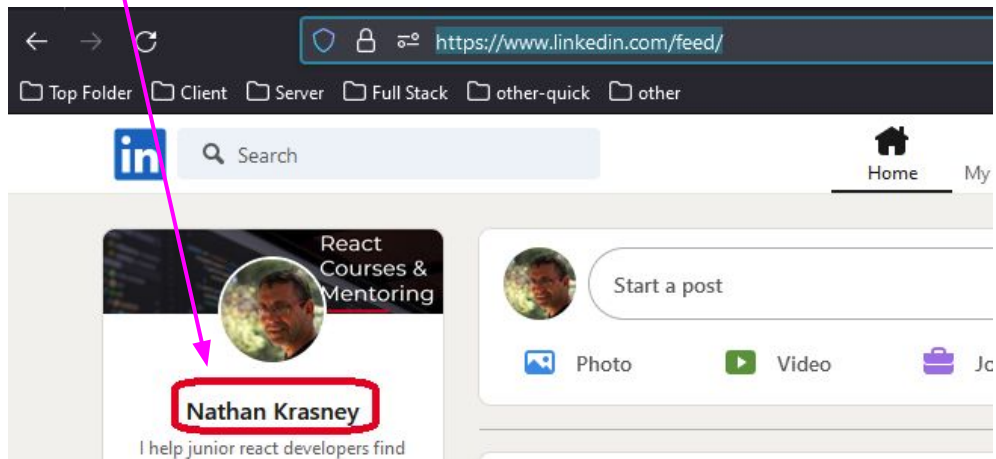 https://www.linkedin.com/feed/
Top Folder Client Server Full Stack other-quick other
in Search
Home My
React
Courses &
Mentoring
Start a post
Photo Video Jo
Nathan Krasney
I help junior react developers find